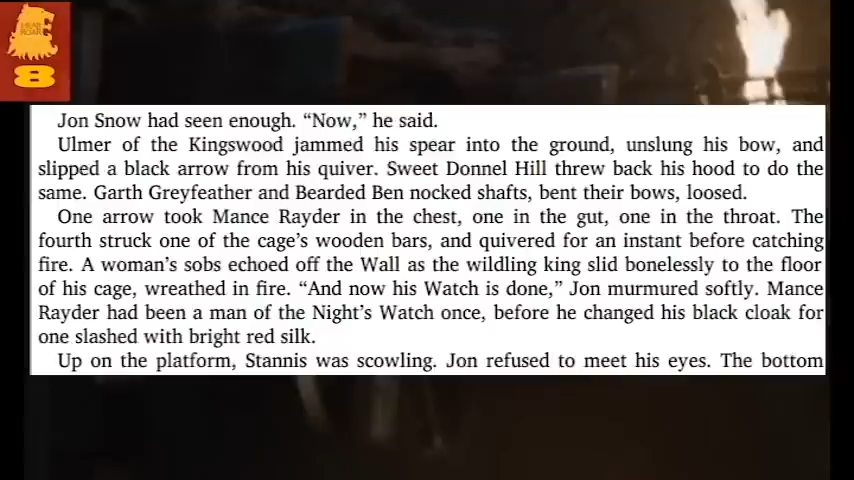 HEAR
ROAR
8
Jon Snow had seen enough. “Now,” he said.
Ulmer of the Kingswood jammed his spear into the ground, unslung his bow, and
slipped a black arrow from his quiver. Sweet Donnel Hill threw back his hood to do the
same. Garth Greyfeather and Bearded Ben nocked shafts, bent their bows, loosed.
One arrow took Mance Rayder in the chest, one in the gut, one in the throat. The
fourth struck one of the cage’s wooden bars, and quivered for an instant before catching
fire. A woman’s sobs echoed off the Wall as the wildling king slid bonelessly to the floor
of his cage, wreathed in fire. “And now his Watch is done,” Jon murmured softly. Mance
Rayder had been a man of the Night’s Watch once, before he changed his black cloak for
one slashed with bright red silk.
Up on the platform, Stannis was scowling. Jon refused to meet his eyes. The bottom